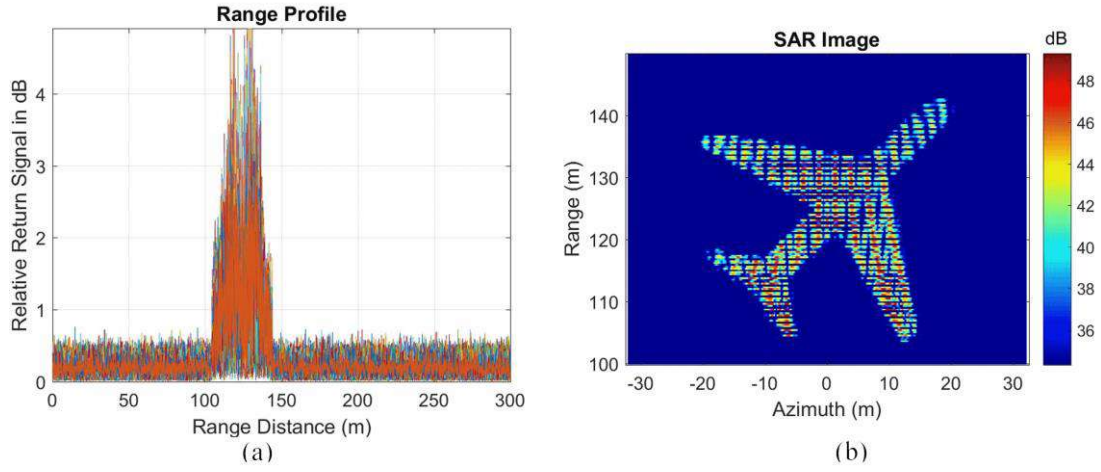 Range Profile
Relative Return Signal in dB
4
3
2
1
0
0 50 100 150 200 250 300
Range Distance (m)
(a)
SAR Image
dB
Range (m)
140
130
120
110
100
-30 -20 -10 0 10 20 30
Azimuth (m)
48
46
44
42
40
38
36
(b)